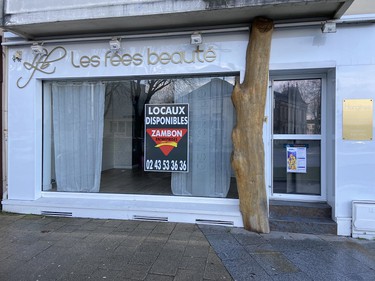 Les fées beauté
LOCAUX
DISPONIBLES
ZAMBON
02 43 53 36 36